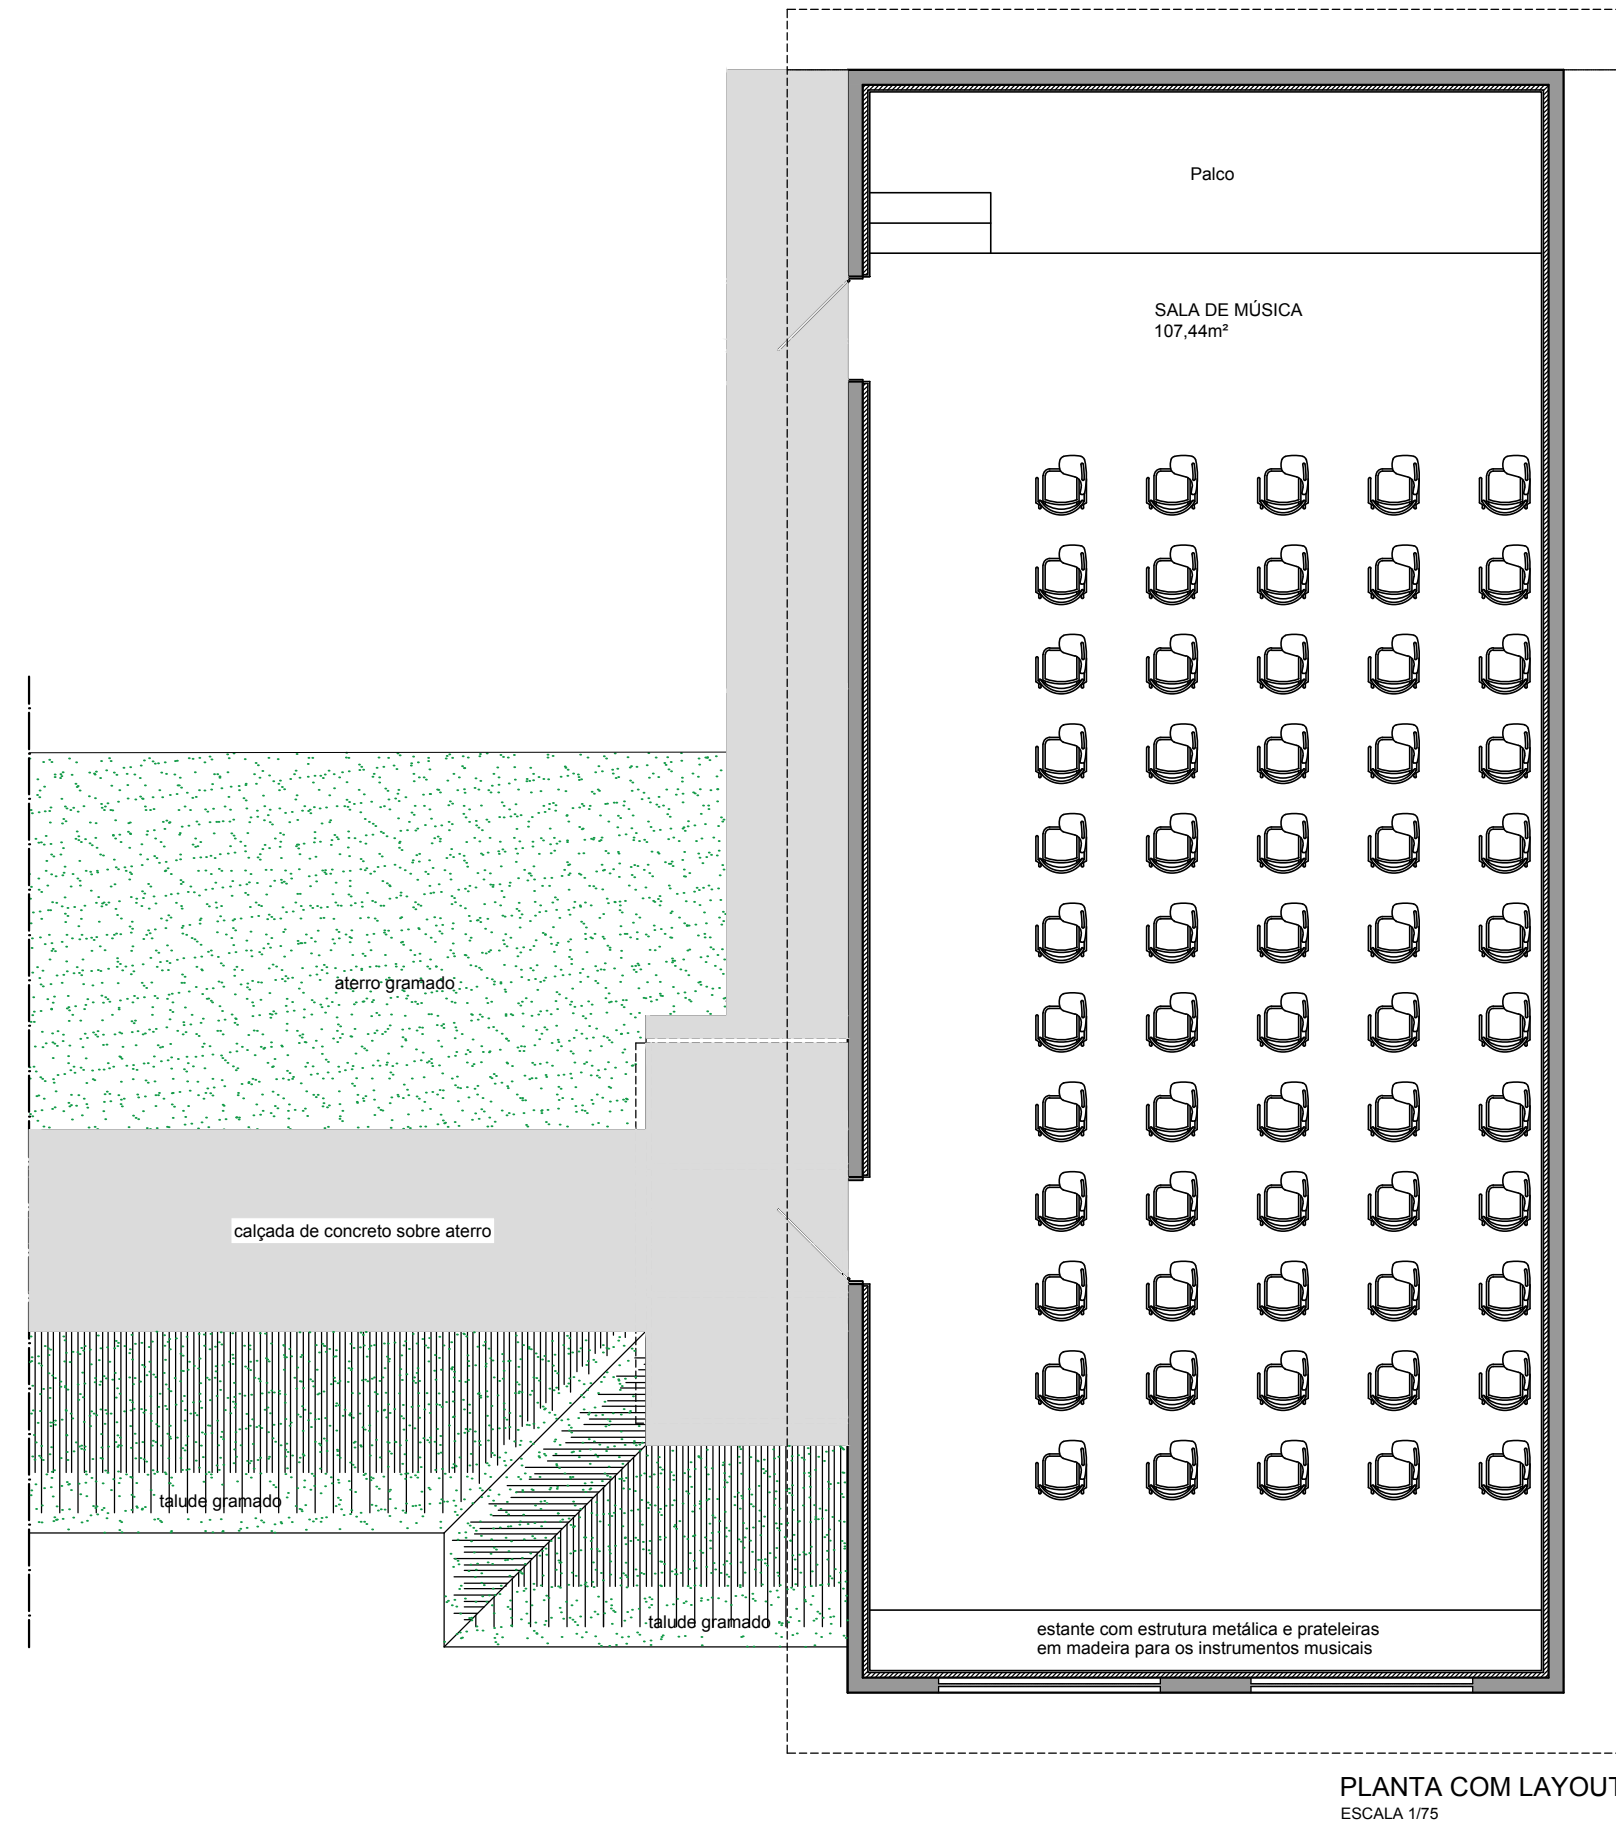 Palco
SALA DE MÚSICA
107,44m²
aterro gramado
calçada de concreto sobre aterro
talude gramado
talude gramado
estante com estrutura metálica e prateleiras
em madeira para os instrumentos musicais
PLANTA COM LAYOUT
ESCALA 1/75